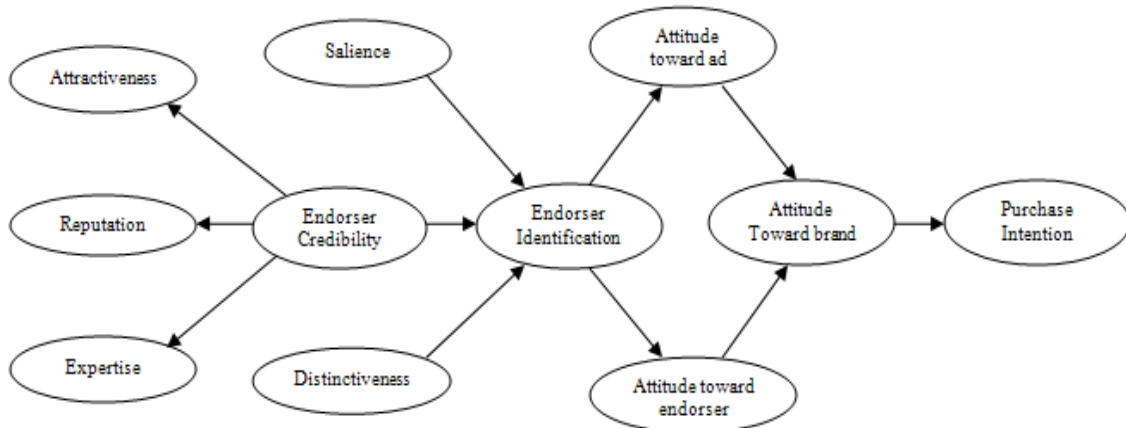 Attractiveness
Reputation
Expertise
Salience
Endorser
Credibility
Distinctiveness
Endorser
Identification
Attitude
toward ad
Attitude toward
endorser
Attitude
Toward brand
Purchase
Intention